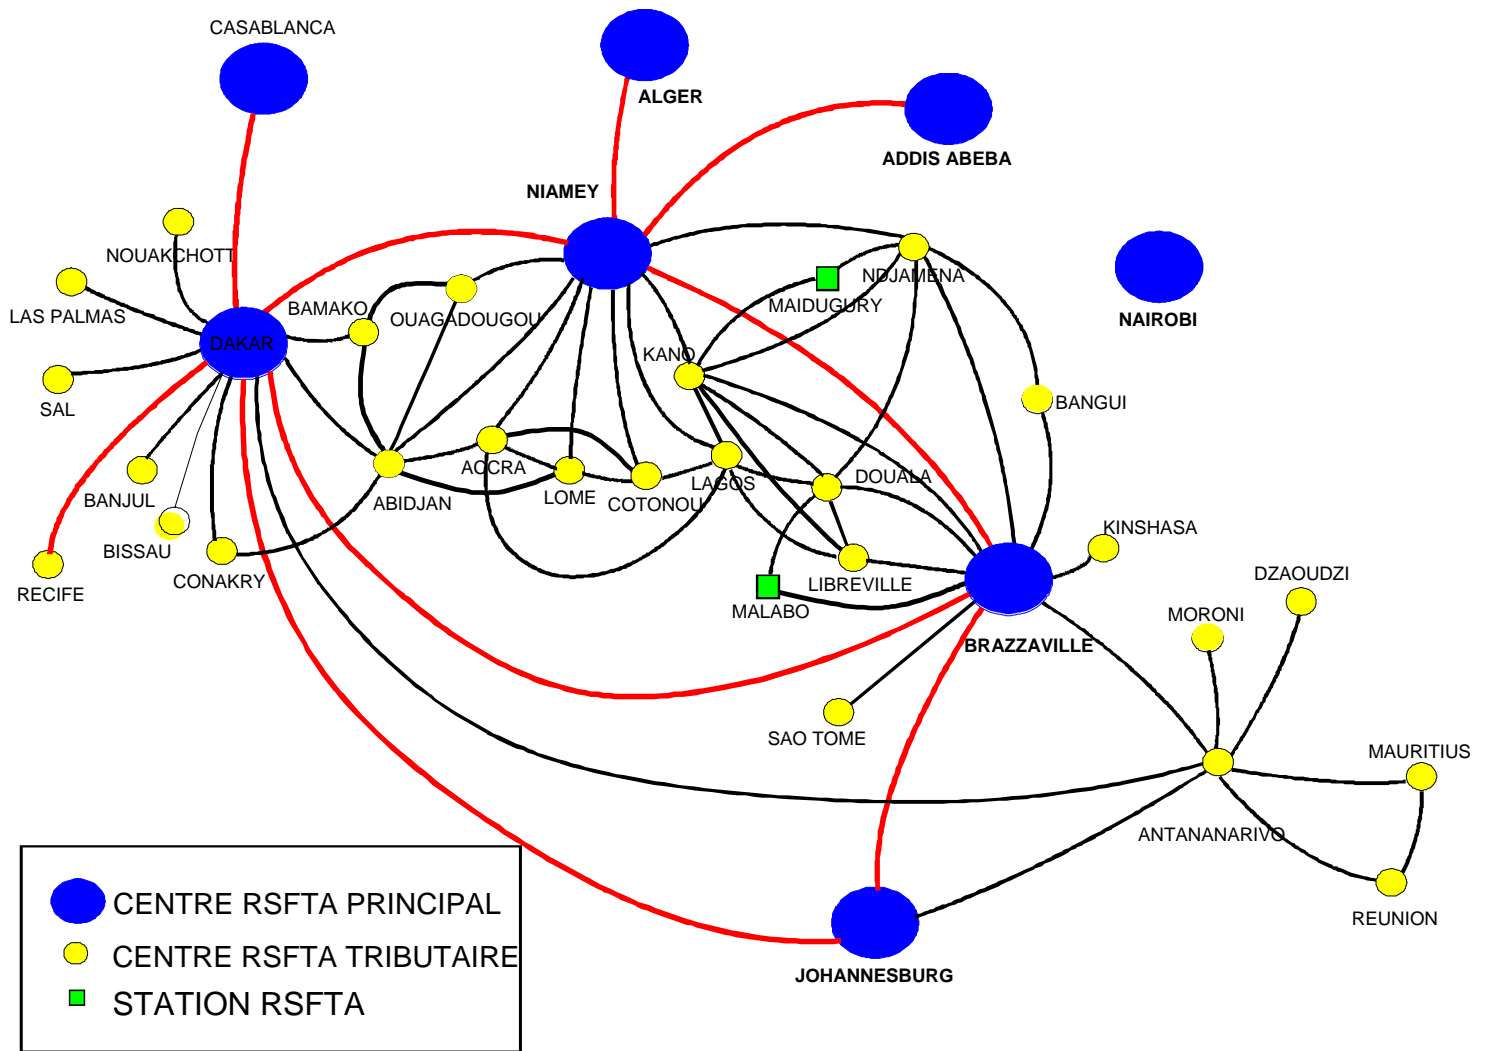 CASABLANCA
ALGER
ADDIS ABEBA
NIAMEY
NOUAKCHOTT
NDJAMENA
MAIDUGURY
LAS PALMAS
BAMAKO
OUAGADOUGOU
NAIROBI
DAKAR
KANO
SAL
BANGUI
ACCRA
LOME
LAGOS
DOUALA
BANJUL
ABIDJAN
COTONOU
KINSHASA
BISSAU
CONAKRY
LIBREVILLE
DZAOUDZI
RECIFE
MALABO
MORONI
BRAZZAVILLE
SAO TOME
MAURITIUS
ANTANANARIVO
REUNION
JOHANNESBURG
CENTRE RSFTA PRINCIPAL
CENTRE RSFTA TRIBUTAIRE
STATION RSFTA